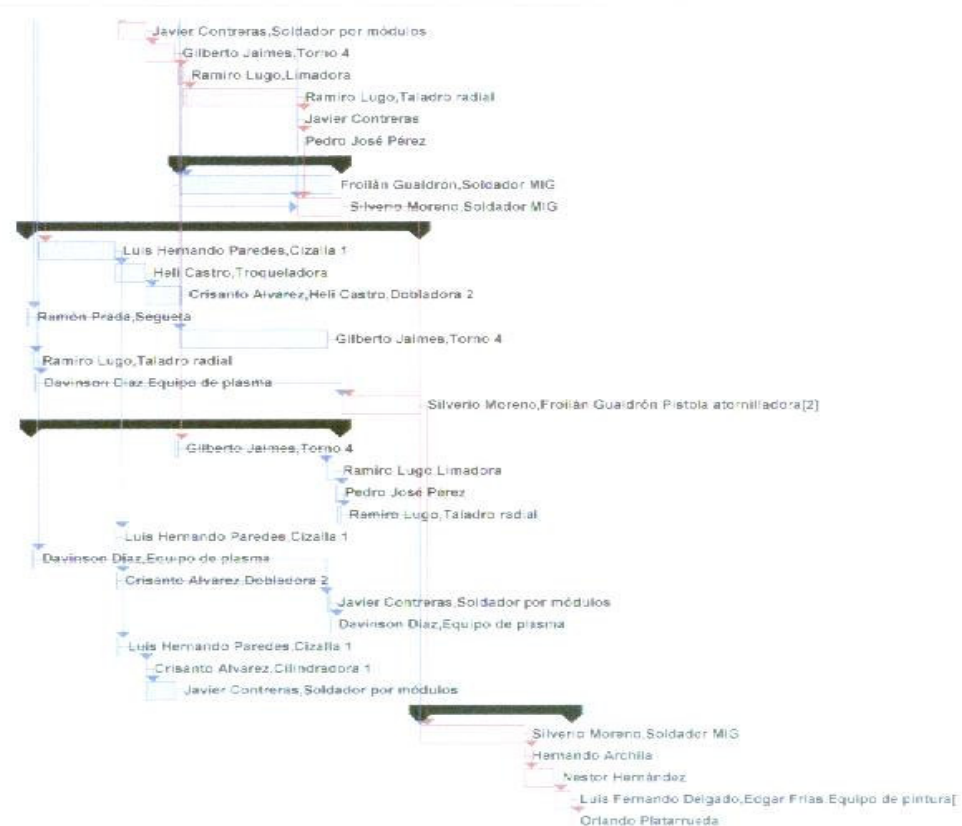 Javier Contreras,Soldador por módulos
Gilberto Jaimes,Torno 4
Ramiro Lugo,Limadora
Ramiro Lugo,Taladro radial
Javier Contreras
Pedro José Pérez
Froilán Gualdrón,Soldador MIG
Silverio Moreno,Soldador MIG
Luis Hernando Paredes,Cizalla 1
Heli Castro,Troqueladora
Crisanto Alvarez,Heli Castro,Dobladora 2
Ramón Prada,Segueta
Gilberto Jaimes,Torno 4
Ramiro Lugo,Taladro radial
Davinson Díaz,Equipo de plasma
Silverio Moreno,Froilán Gualdrón,Pistola atornilladora[2]
Gilberto Jaimes,Torno 4
Ramiro Lugo,Limadora
Pedro José Pérez
Ramiro Lugo,Taladro radial
Luis Hernando Paredes,Cizalla 1
Davinson Díaz,Equipo de plasma
Crisanto Alvarez,Dobladora 2
Javier Contreras,Soldador por módulos
Davinson Díaz,Equipo de plasma
Luis Hernando Paredes,Cizalla 1
Crisanto Alvarez,Cilindradora 1
Javier Contreras,Soldador por módulos
Silverio Moreno,Soldador MIG
Hernando Archila
Nestor Hernández
Luis Fernando Delgado,Edgar Frias,Equipo de pintura[
Orlando Platarrueda